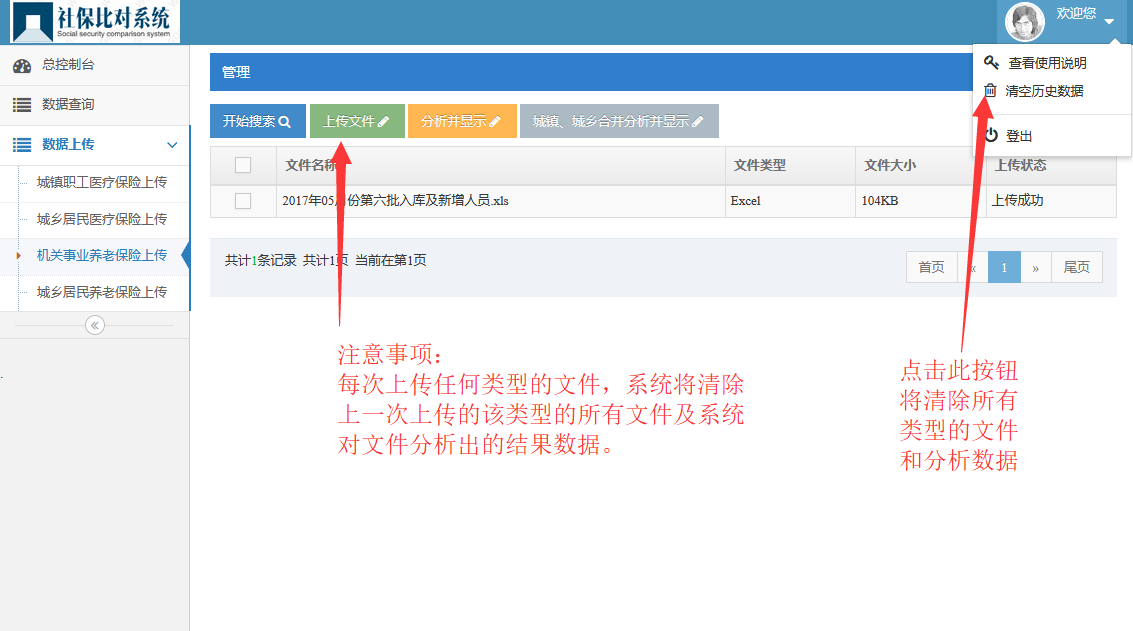 社保比对系统
Social security comparison system
欢迎您
查看使用说明
清空历史数据
登出
总控制台
数据查询
数据上传
城镇职工医疗保险上传
城乡居民医疗保险上传
机关事业养老保险上传
城乡居民养老保险上传
管理
开始搜索 上传文件 分析并显示 城镇、城乡合并分析并显示
文件名称 文件类型 文件大小 上传状态
2017年05月份第六批入库及新增人员.xls Excel 104KB 上传成功
共计1条记录 共计1页 当前在第1页
首页 « 1 » 尾页
注意事项：
每次上传任何类型的文件，系统将清除
上一次上传的该类型的所有文件及系统
对文件分析出的结果数据。
点击此按钮
将清除所有
类型的文件
和分析数据